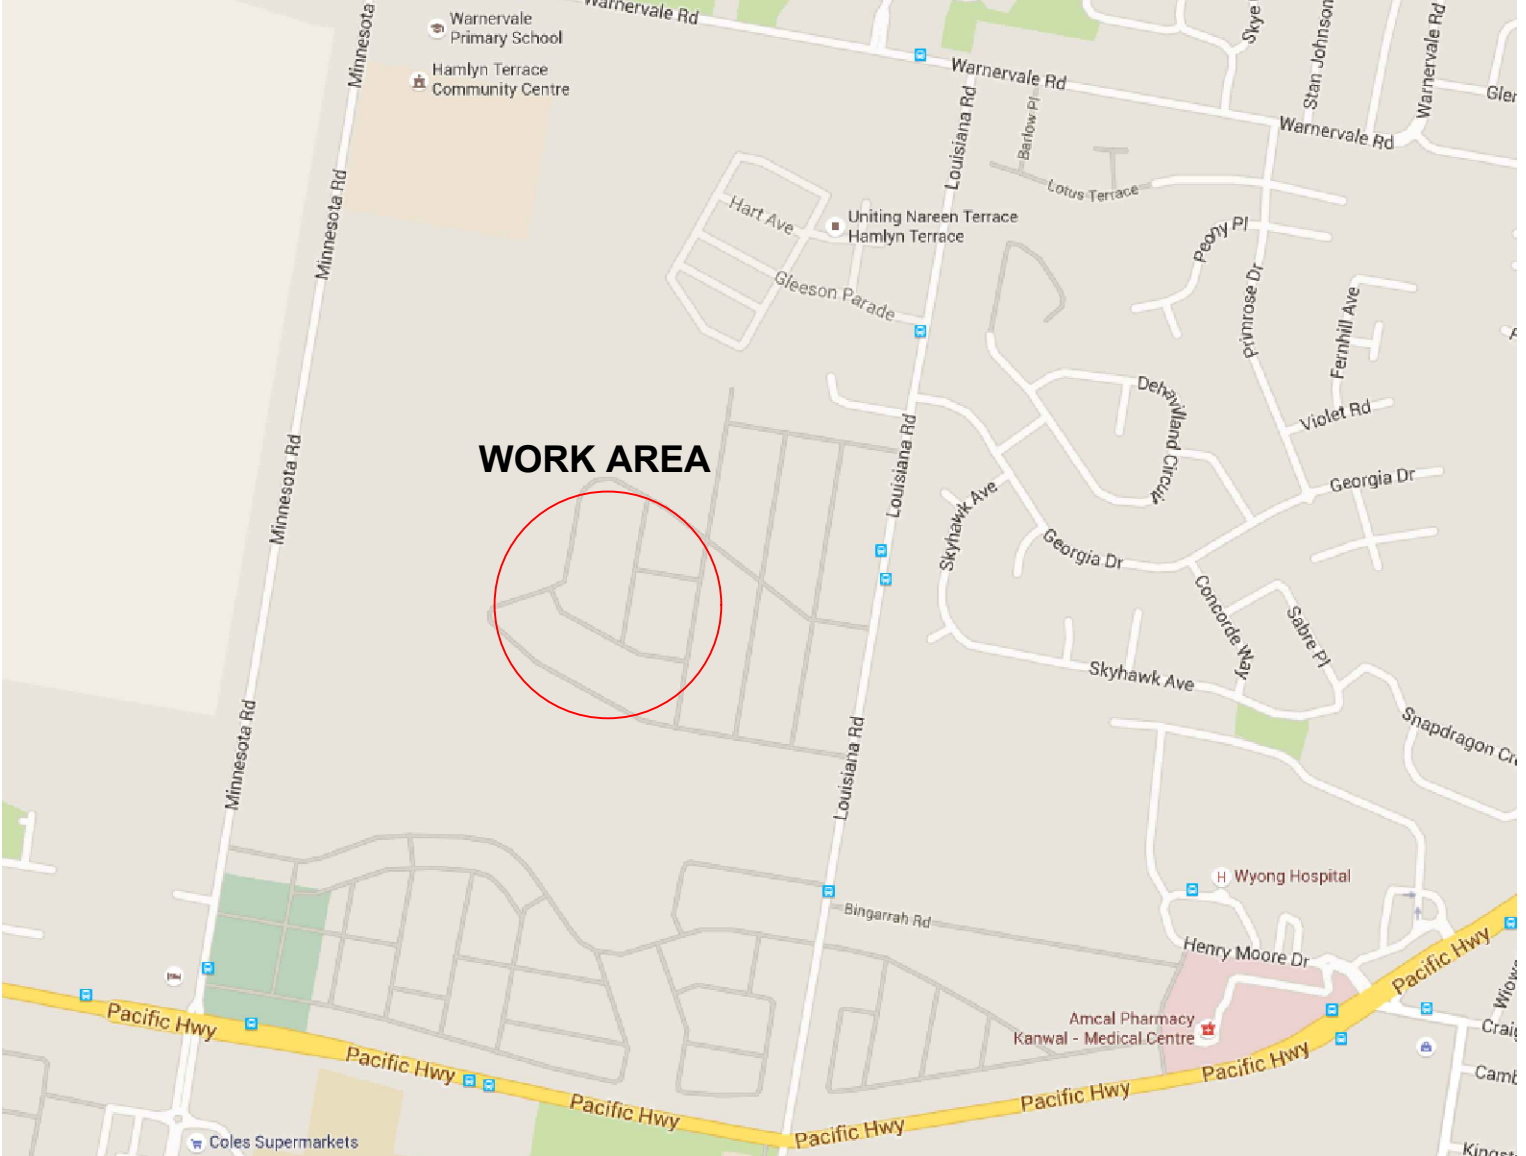 Warnervale Rd
Minnesota
Warnervale
Primary School
Hamlyn Terrace
Community Centre
Warnervale Rd
Skye
Stan Johnson
Warnervale Rd
Glen
Louisiana Rd
Barlow Pl
Warnervale Rd
Minnesota Rd
Lotus Terrace
Hart Ave
Uniting Nareen Terrace
Hamlyn Terrace
Peony Pl
Gleeson Parade
Primrose Dr
Fernhill Ave
Dehavilland Circuit
Violet Rd
Minnesota Rd
WORK AREA
Louisiana Rd
Skyhawk Ave
Georgia Dr
Georgia Dr
Concorde Way
Sabre Pl
Skyhawk Ave
Minnesota Rd
Louisiana Rd
Snapdragon Cre
Wyong Hospital
H
Bingarrah Rd
Henry Moore Dr
Pacific Hwy
Wiowe
Pacific Hwy
Amcal Pharmacy
Kanwal - Medical Centre
Craig
Pacific Hwy
Pacific Hwy
Camb
Pacific Hwy
Pacific Hwy
Pacific Hwy
Coles Supermarkets
Kingst